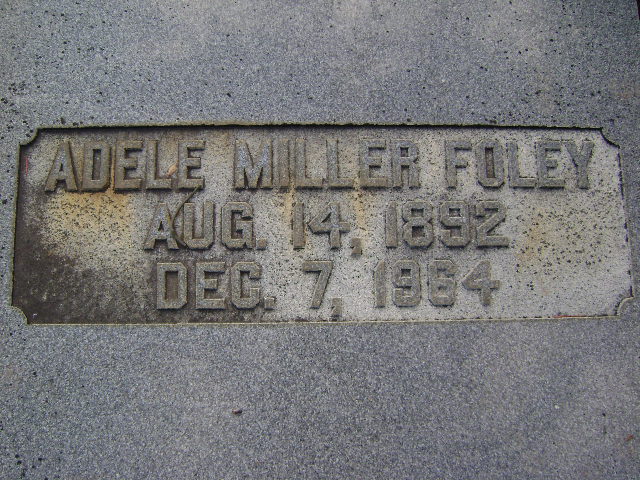 ADELE MILLER FOLEY
AUG. 14, 1892
DEC. 7, 1964